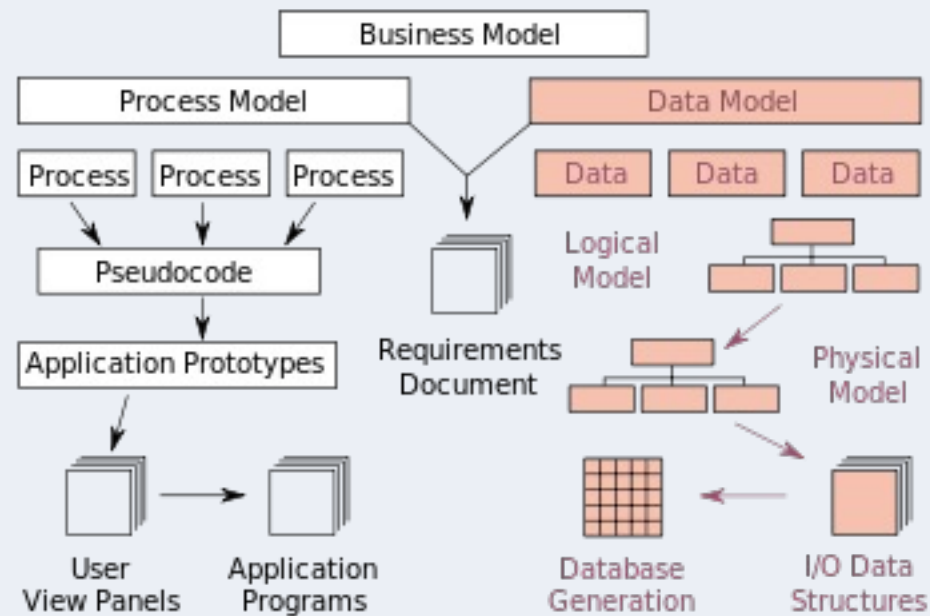 Business Model
Process Model
Data Model
Process
Process
Process
Data
Data
Data
Logical
Model
Pseudocode
Requirements
Document
Physical
Model
Application Prototypes
User
View Panels
Application
Programs
Database
Generation
I/O Data
Structures